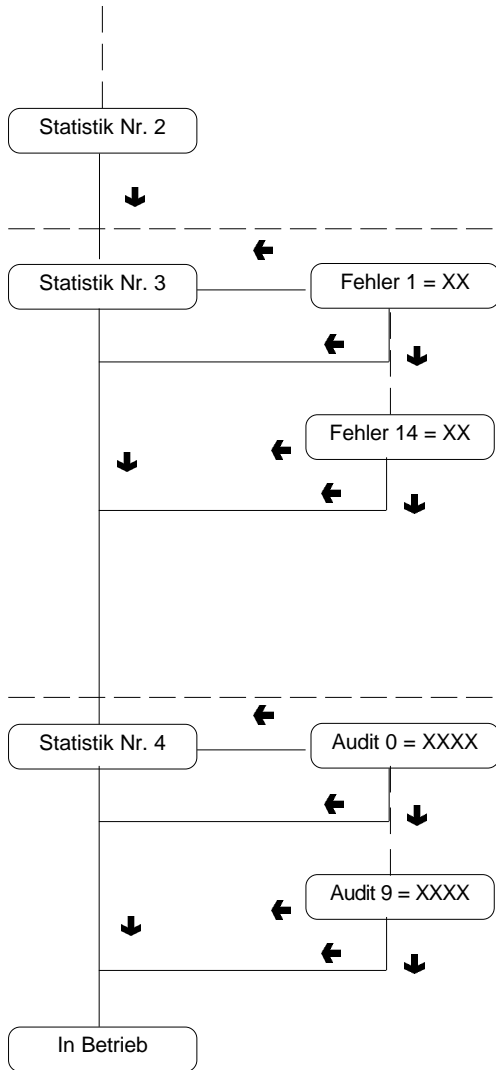 Statistik Nr. 2
Statistik Nr. 3
Fehler 1 = XX
Fehler 14 = XX
Statistik Nr. 4
Audit 0 = XXXX
Audit 9 = XXXX
In Betrieb